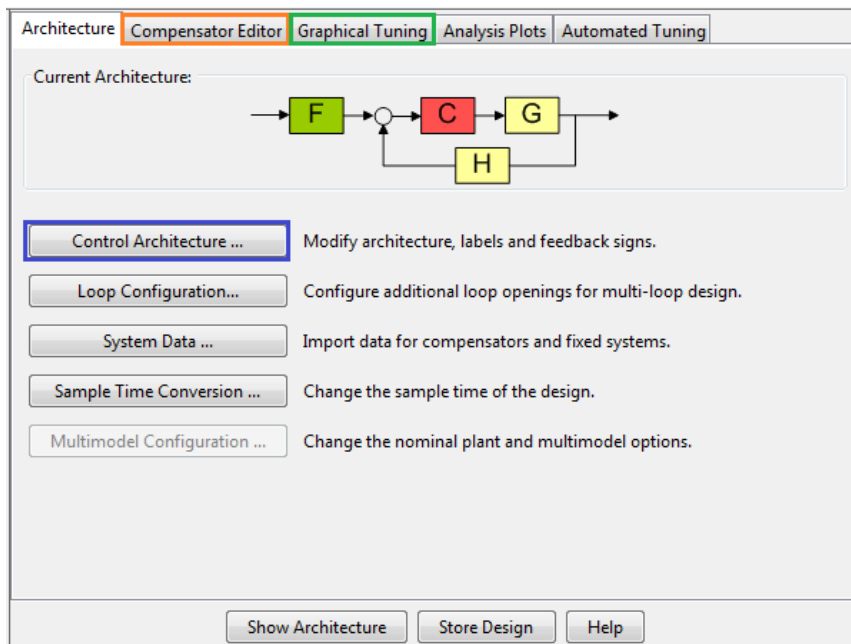 Architecture Compensator Editor Graphical Tuning Analysis Plots Automated Tuning
Current Architecture:
F C G
H
Control Architecture ... Modify architecture, labels and feedback signs.
Loop Configuration... Configure additional loop openings for multi-loop design.
System Data ... Import data for compensators and fixed systems.
Sample Time Conversion ... Change the sample time of the design.
Multimodel Configuration ... Change the nominal plant and multimodel options.
Show Architecture Store Design Help